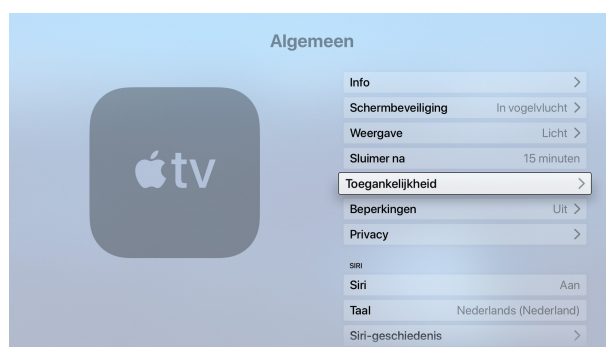 Algemeen
tv
Info
Schermbeveiliging In vogelvlucht
Weergave Licht
Sluimer na 15 minuten
Toegankelijkheid
Beperkingen Uit
Privacy
SIRI
Siri Aan
Taal Nederlands (Nederland)
Siri-geschiedenis